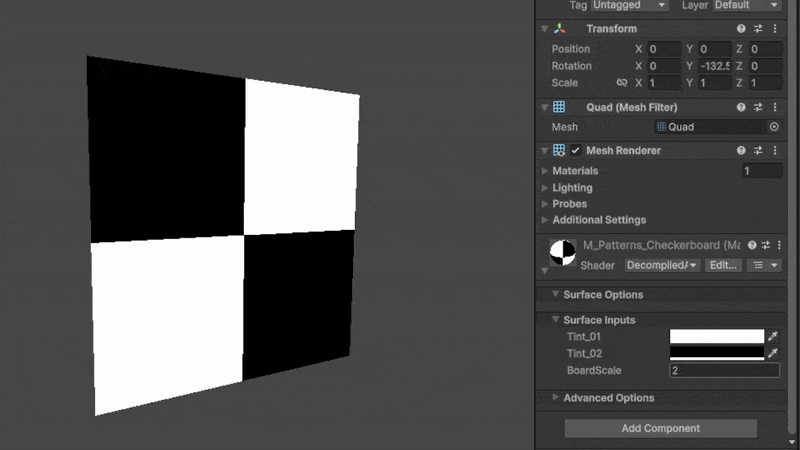 Tag Untagged Layer Default
Transform
Position X 0 Y 0 Z 0
Rotation X 0 Y -132.5 Z 0
Scale X 1 Y 1 Z 1
Quad (Mesh Filter)
Mesh Quad
Mesh Renderer
Materials 1
Lighting
Probes
Additional Settings
M_Patterns_Checkerboard (Ma
Shader Decompiled/ Edit...
Surface Options
Surface Inputs
Tint_01
Tint_02
BoardScale 2
Advanced Options
Add Component